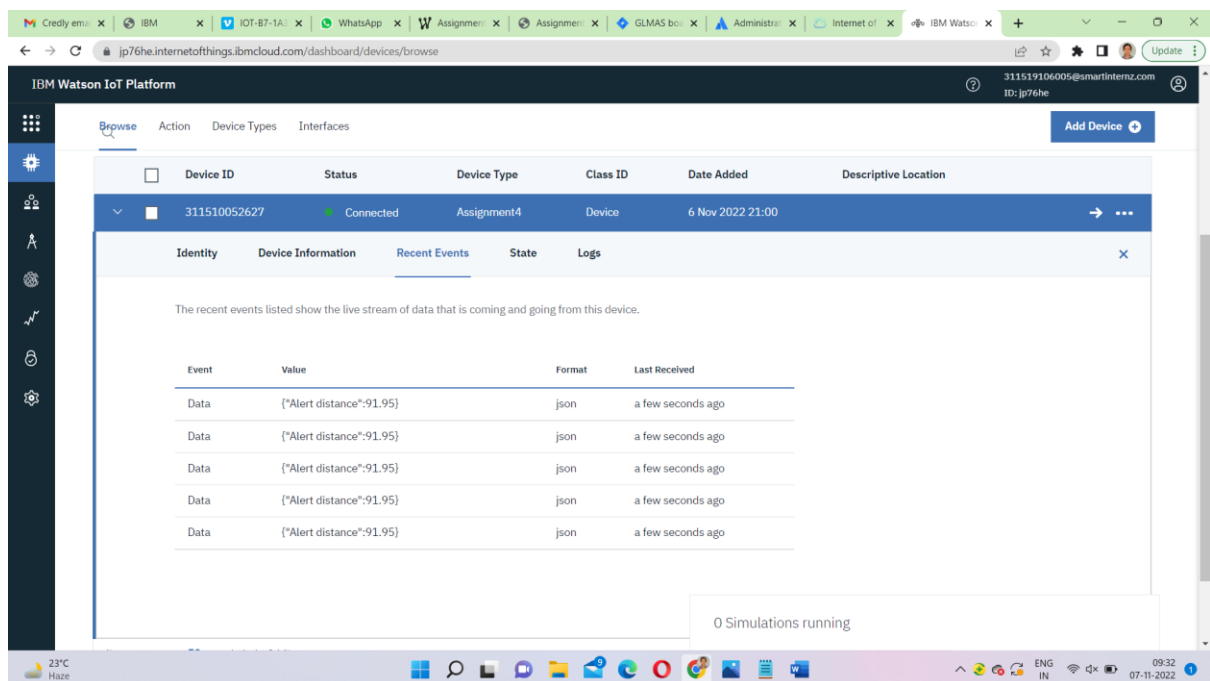 Credly ema IBM IOT-B7-1A3 WhatsApp Assignmen Assignmen GLMAS boa Administrat Internet of IBM Watson
jp76he.internetofthings.ibmcloud.com/dashboard/devices/browse Update
IBM Watson IoT Platform
311519106005@smartinternz.com
ID: jp76he
Browse Action Device Types Interfaces Add Device
Device ID Status Device Type Class ID Date Added Descriptive Location
311510052627 Connected Assignment4 Device 6 Nov 2022 21:00
Identity Device Information Recent Events State Logs
The recent events listed show the live stream of data that is coming and going from this device.
Event Value Format Last Received
Data {"Alert distance":91.95} json a few seconds ago
Data {"Alert distance":91.95} json a few seconds ago
Data {"Alert distance":91.95} json a few seconds ago
Data {"Alert distance":91.95} json a few seconds ago
Data {"Alert distance":91.95} json a few seconds ago
0 Simulations running
23°C
Haze
ENG
IN
09:32
07-11-2022